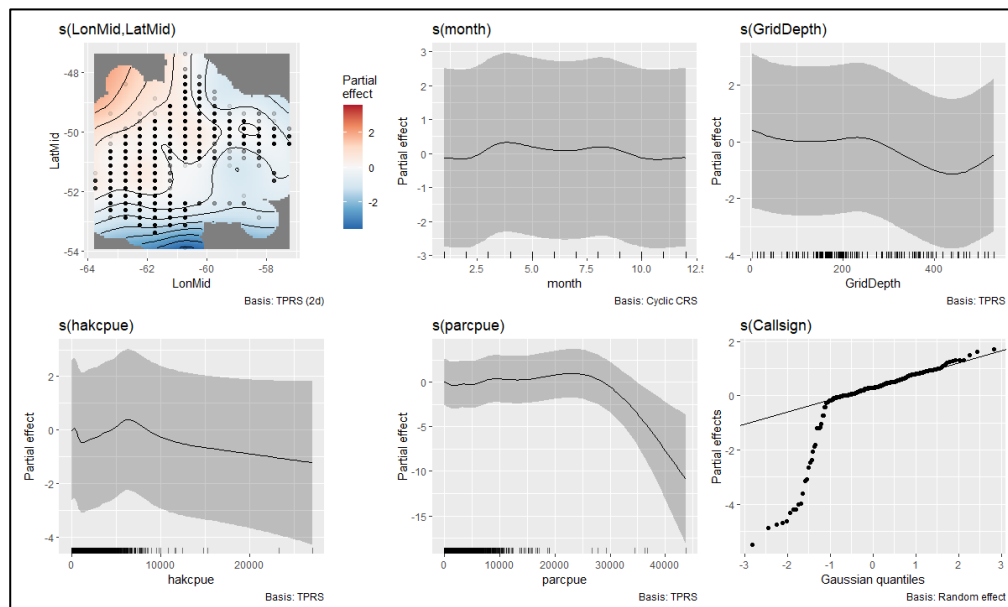 s(LonMid,LatMid)
-48
-50
-52
-54
LatMid
-64
-62
-60
-58
LonMid
Basis: TPRS (2d)
Partial
effect
2
0
-2
s(month)
3
2
1
0
-1
-2
-3
Partial effect
2.5
5.0
7.5
10.0
12.5
month
Basis: Cyclic CRS
s(GridDepth)
2
0
-2
-4
Partial effect
0
200
400
GridDepth
Basis: TPRS
s(hakcpue)
2
0
-2
-4
Partial effect
0
10000
20000
hakcpue
Basis: TPRS
s(parcpue)
0
-5
-10
-15
Partial effect
0
10000
20000
30000
40000
parcpue
Basis: TPRS
s(Callsign)
2
0
-2
-4
Partial effects
-3
-2
-1
0
1
2
3
Gaussian quantiles
Basis: Random effect